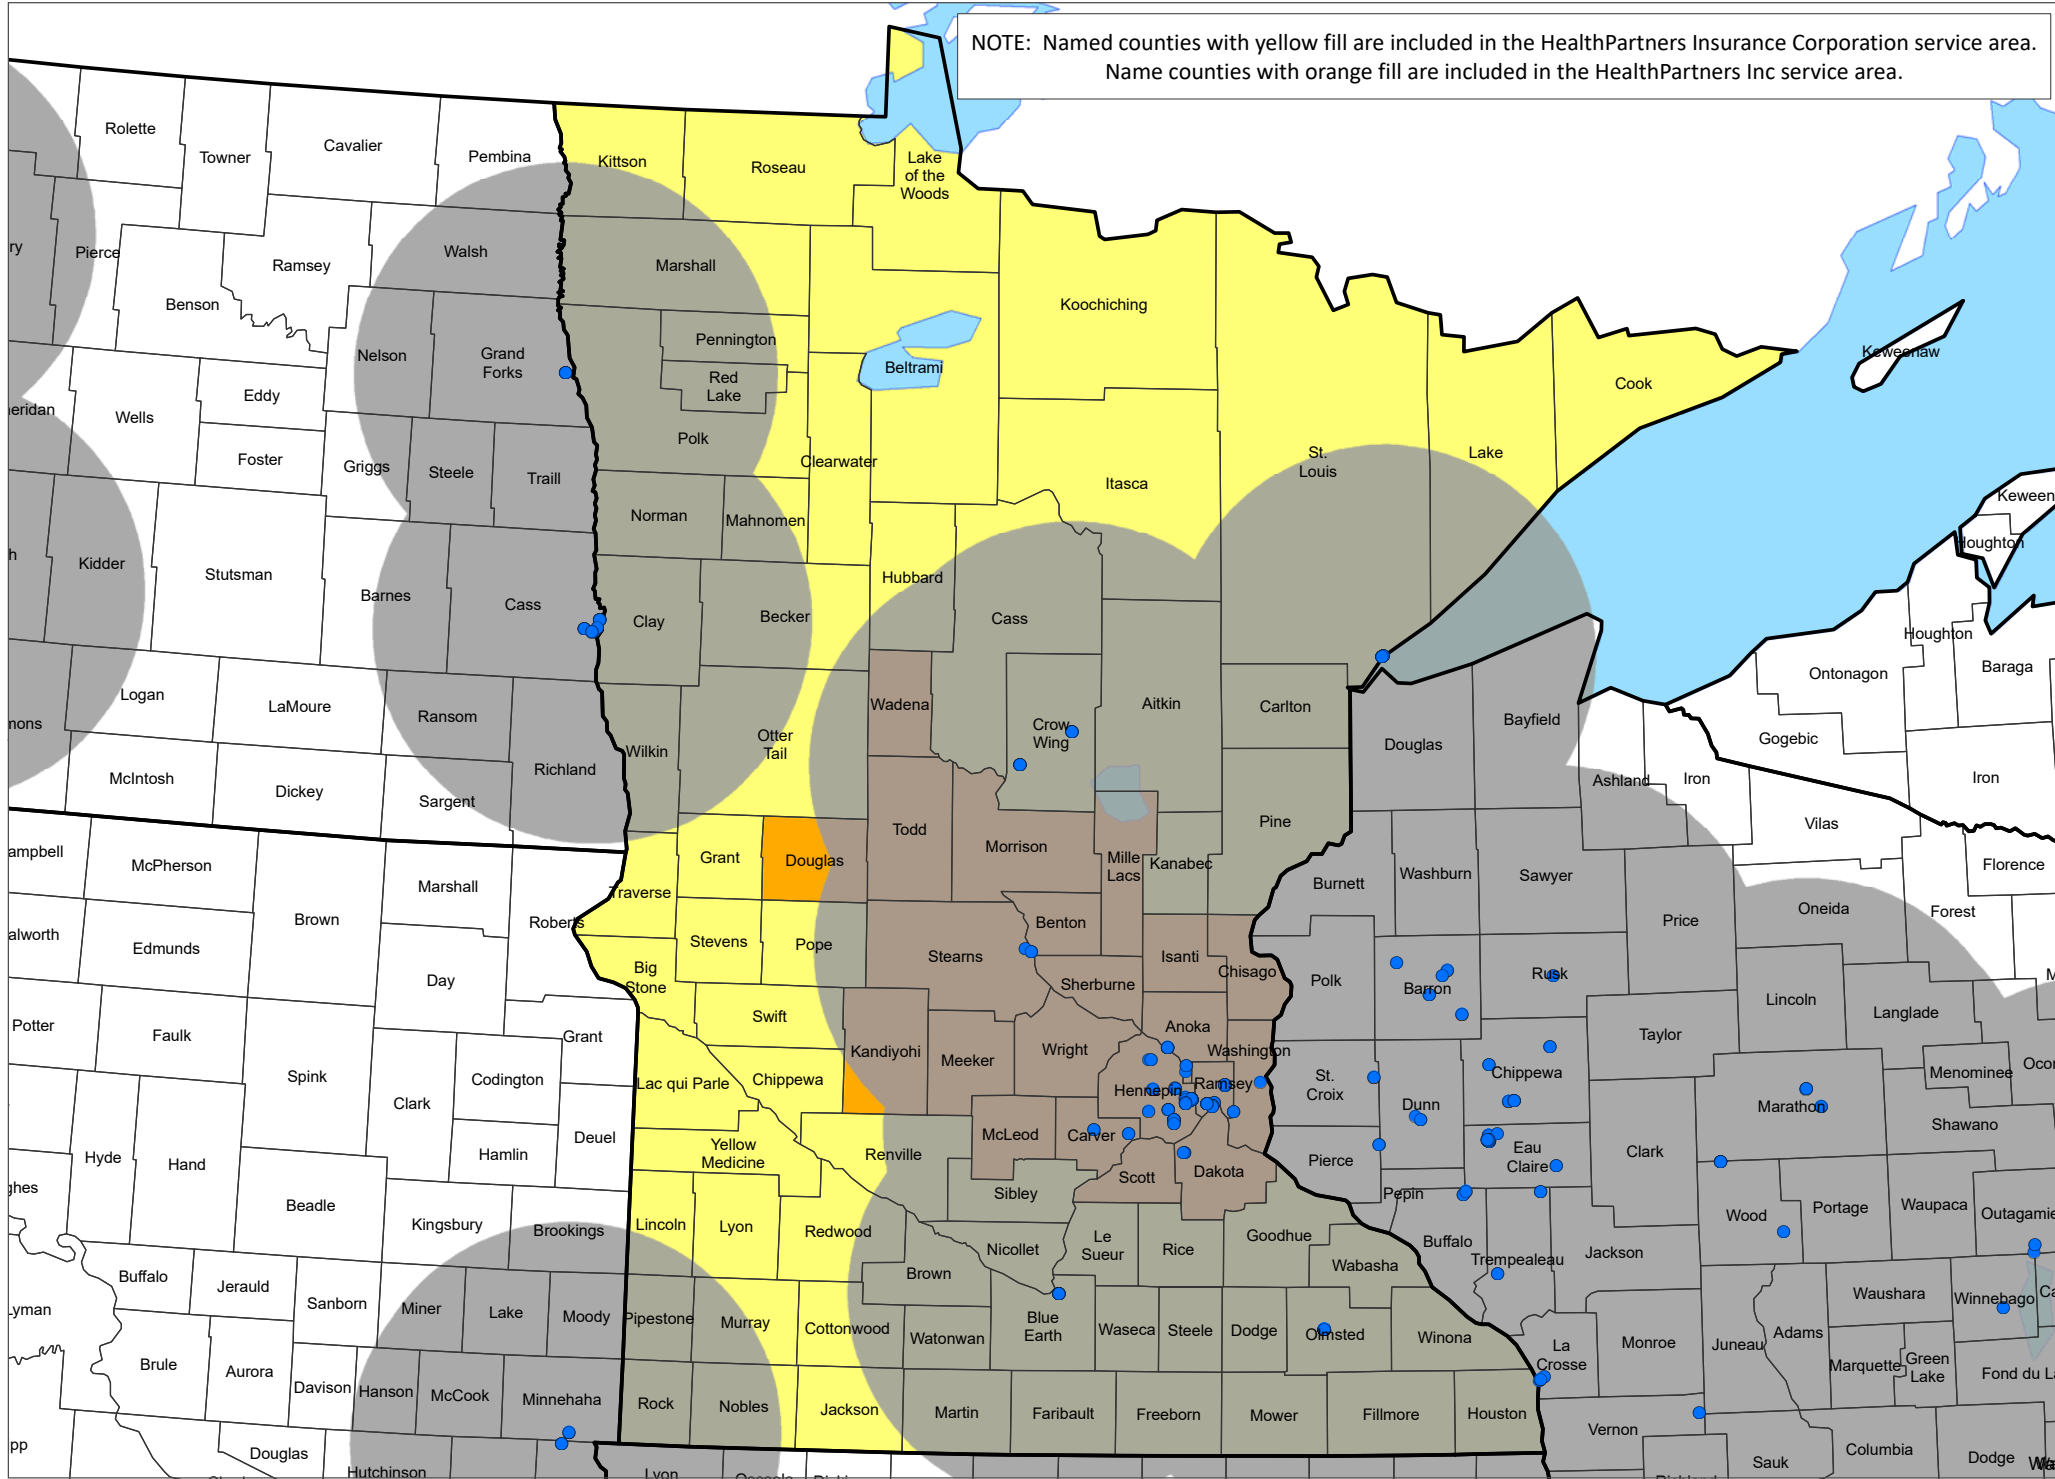 NOTE: Named counties with yellow fill are included in the HealthPartners Insurance Corporation service area.
Name counties with orange fill are included in the HealthPartners Inc service area.
Rolette
Towner
Cavalier
Pembina
Kittson
Roseau
Lake
of the
Woods
ry
Pierce
Benson
Ramsey
Walsh
Marshall
Koochiching
Nelson
Grand
Forks
Pennington
Red
Lake
Beltrami
Cook
Keweenaw
eridan
Wells
Eddy
Foster
Griggs
Steele
Traill
Polk
Clearwater
Itasca
St.
Louis
Lake
Keween
Houghton
h
Kidder
Stutsman
Barnes
Cass
Norman
Mahnomen
Clay
Becker
Hubbard
Cass
Houghton
Baraga
Ontonagon
mons
Logan
LaMoure
Ransom
Richland
Wilkin
Otter
Tail
Wadena
Crow
Wing
Aitkin
Carlton
Douglas
Bayfield
Gogebic
Iron
McIntosh
Dickey
Sargent
Ashland
Iron
Vilas
ampbell
McPherson
Brown
Marshall
Roberts
Traverse
Grant
Douglas
Todd
Morrison
Mille
Lacs
Kanabec
Pine
Burnett
Washburn
Sawyer
Price
Oneida
Florence
Forest
alworth
Edmunds
Day
Stevens
Pope
Big
Stone
Stearns
Benton
Sherburne
Isanti
Chisago
Polk
Barron
Rusk
Lincoln
Langlade
M
Potter
Faulk
Grant
Swift
Kandiyohi
Meeker
Wright
Anoka
Washington
Taylor
Spink
Clark
Codington
Lac qui Parle
Chippewa
Hennepin
Ramsey
St.
Croix
Dunn
Chippewa
Marathon
Menominee
Ocor
Shawano
Hyde
Hand
Hamlin
Deuel
Yellow
Medicine
Renville
McLeod
Carver
Scott
Dakota
Pierce
Pepin
Eau
Claire
Clark
ghes
Beadle
Kingsbury
Brookings
Lincoln
Lyon
Redwood
Sibley
Nicollet
Le
Sueur
Rice
Goodhue
Wabasha
Buffalo
Trempealeau
Jackson
Wood
Portage
Waupaca
Outagamie
Buffalo
Jerauld
Sanborn
Miner
Lake
Moody
Pipestone
Murray
Cottonwood
Brown
Watonwan
Blue
Earth
Waseca
Steele
Dodge
Olmsted
Winona
La
Crosse
Monroe
Juneau
Adams
Waushara
Winnebago
Ca
Marquette
Green
Lake
Fond du La
Lyman
Brule
Aurora
Davison
Hanson
McCook
Minnehaha
Rock
Nobles
Jackson
Martin
Faribault
Freeborn
Mower
Fillmore
Houston
Vernon
Columbia
Dodge
Sauk
pp
Douglas
Hutchinson
Lyon